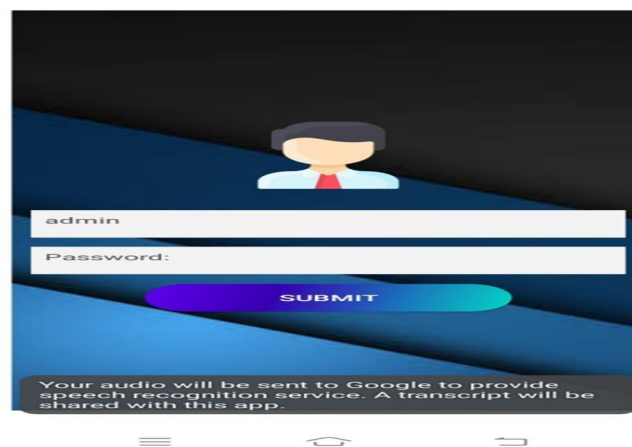 admin
Password:
SUBMIT
Your audio will be sent to Google to provide
speech recognition service. A transcript will be
shared with this app.